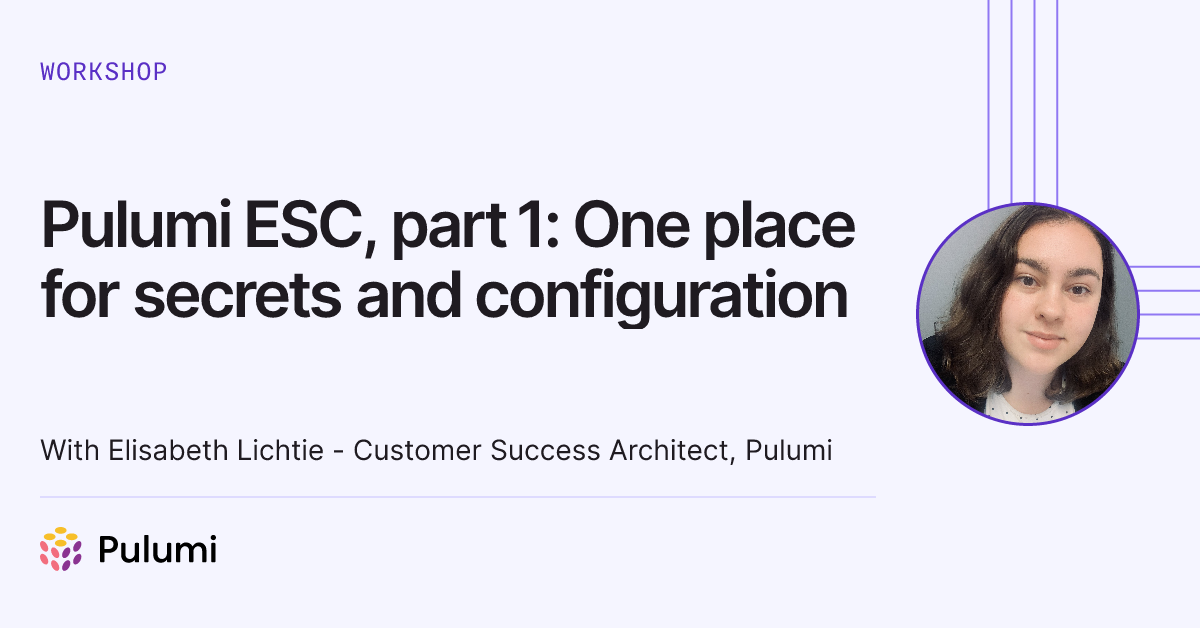 WORKSHOP
Pulumi ESC, part 1: One place
for secrets and configuration
With Elisabeth Lichtie - Customer Success Architect, Pulumi
Pulumi